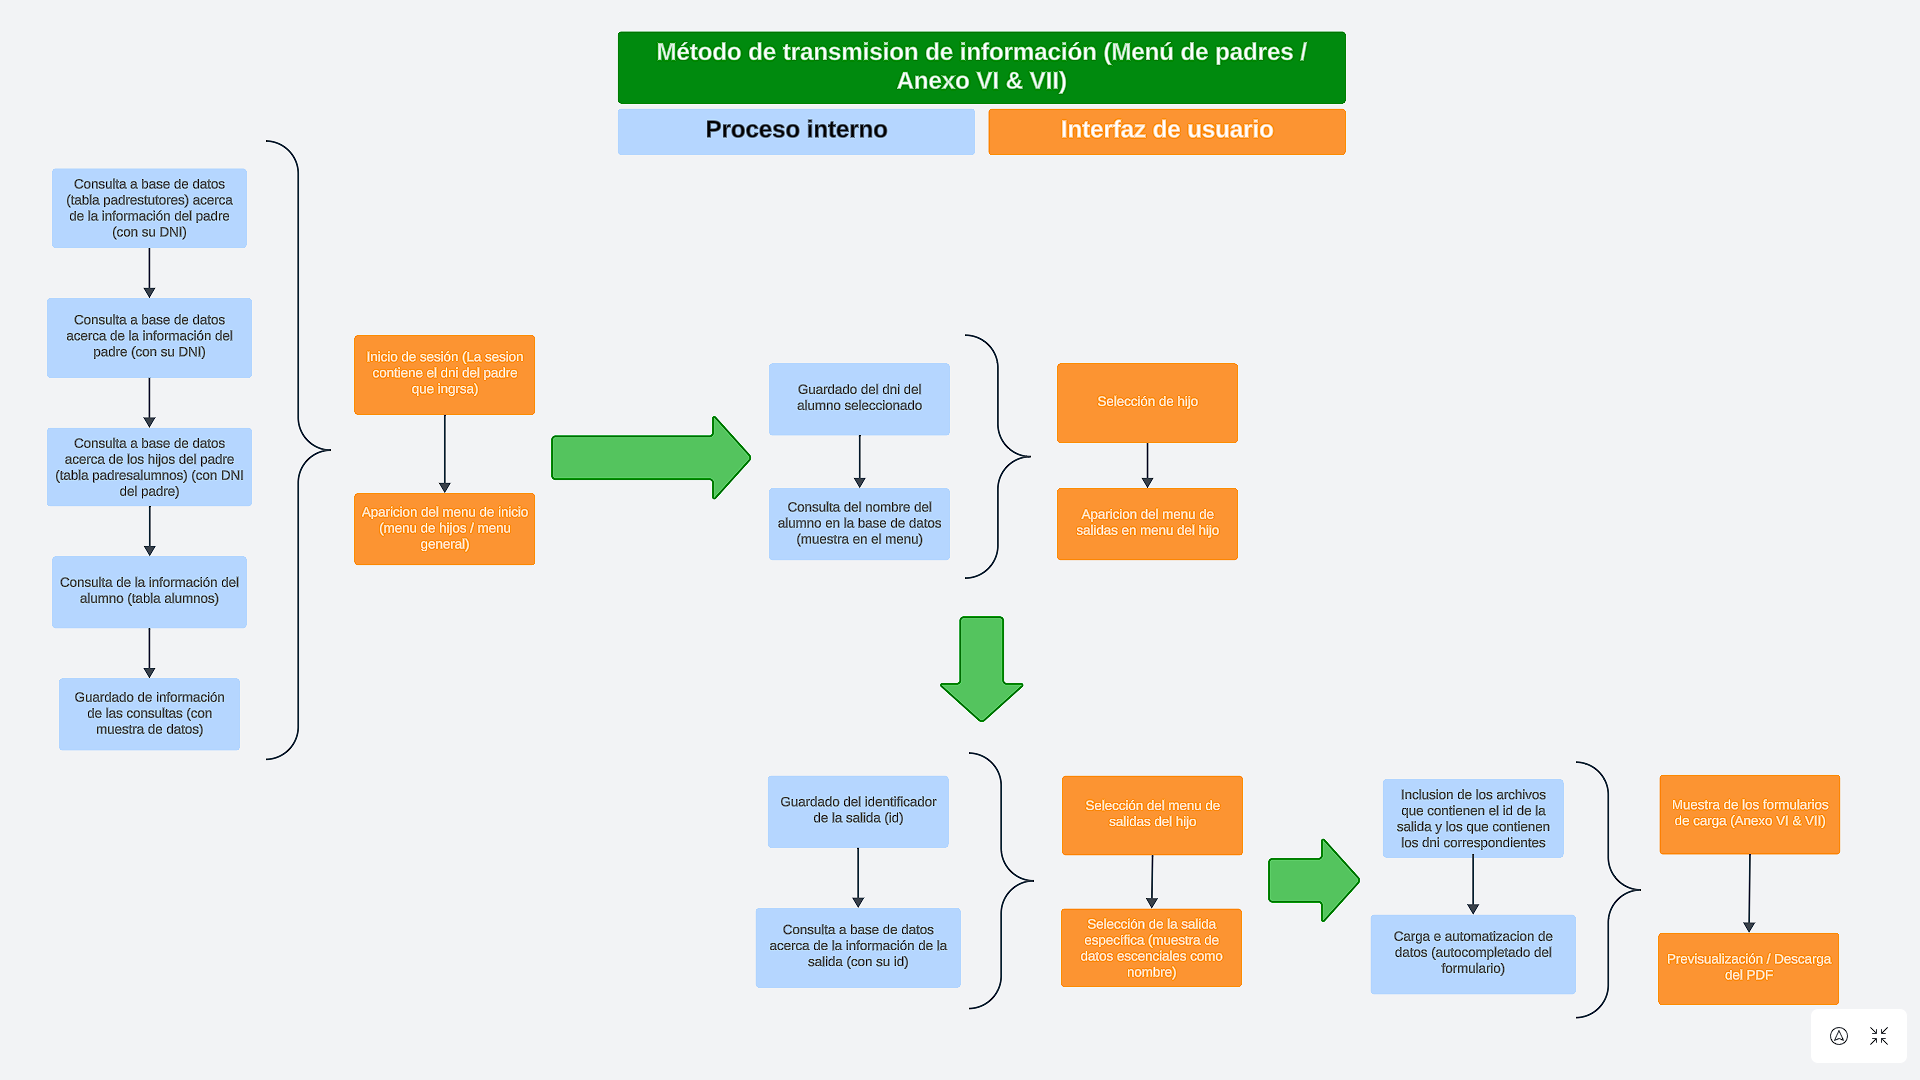 Método de transmision de información (Menú de padres /
Anexo VI & VII)
Proceso interno
Interfaz de usuario
Consulta a base de datos
(tabla padrestutores) acerca
de la información del padre
(con su DNI)
Consulta a base de datos
acerca de la información del
padre (con su DNI)
Consulta a base de datos
acerca de los hijos del padre
(tabla padresalumnos) (con DNI
del padre)
Consulta de la información del
alumno (tabla alumnos)
Guardado de información
de las consultas (con
muestra de datos)
Inicio de sesión (La sesion
contiene el dni del padre
que ingrsa)
Aparicion del menu de inicio
(menu de hijos / menu
general)
Guardado del dni del
alumno seleccionado
Consulta del nombre del
alumno en la base de datos
(muestra en el menu)
Selección de hijo
Aparicion del menu de
salidas en menu del hijo
Guardado del identificador
de la salida (id)
Consulta a base de datos
acerca de la información de la
salida (con su id)
Selección del menu de
salidas del hijo
Selección de la salida
especifica (muestra de
datos escenciales como
nombre)
Inclusion de los archivos
que contienen el id de la
salida y los que contienen
los dni correspondientes
Carga e automatizacion de
datos (autocompletado del
formulario)
Muestra de los formularios
de carga (Anexo VI & VII)
Previsualización / Descarga
del PDF